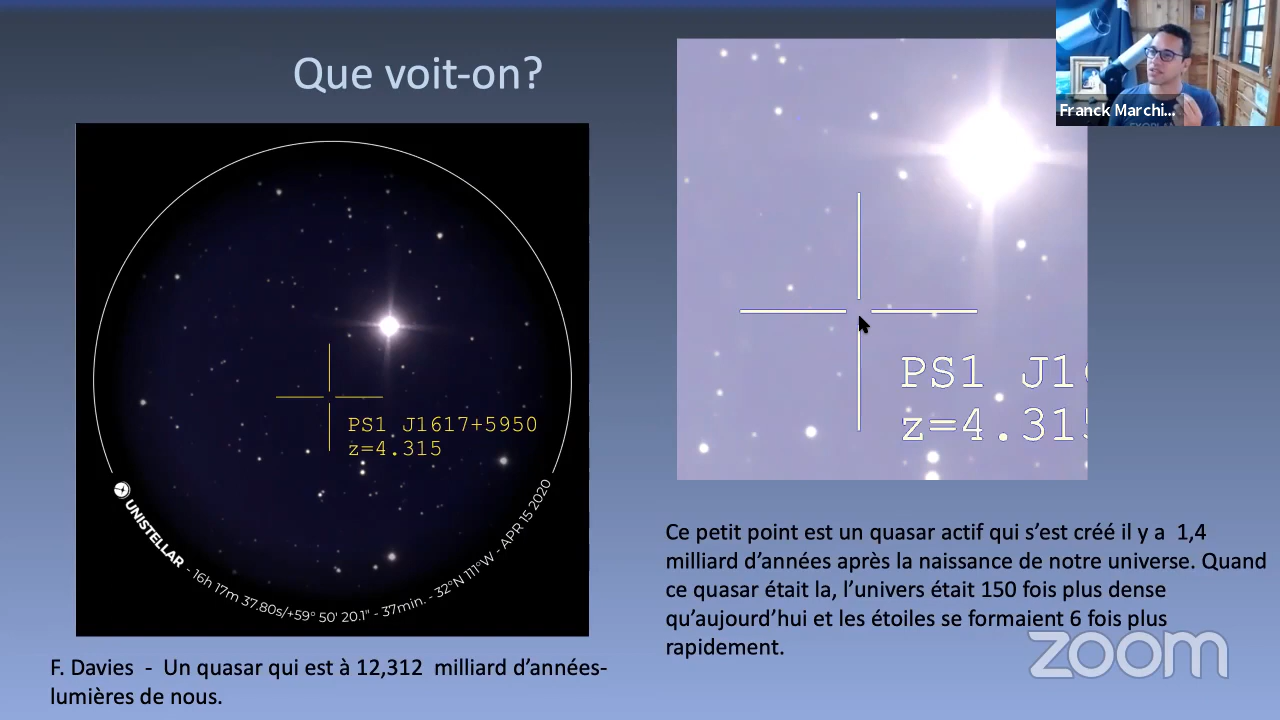 Que voit-on?
Franck Marchi...
PS1 J1617+5950
z=4.315
UNISTELLAR - 16h 17m 37.80s/+59° 50' 20.1" - 37min. - 32°N 111°W - APR 15 2020
PS1 J1
z=4.315
Ce petit point est un quasar actif qui s’est créé il y a 1,4
milliard d’années après la naissance de notre universe. Quand
ce quasar était la, l’univers était 150 fois plus dense
qu’aujourd’hui et les étoiles se formaient 6 fois plus
rapidement.
F. Davies - Un quasar qui est à 12,312 milliard d’années-
lumières de nous.
zoom